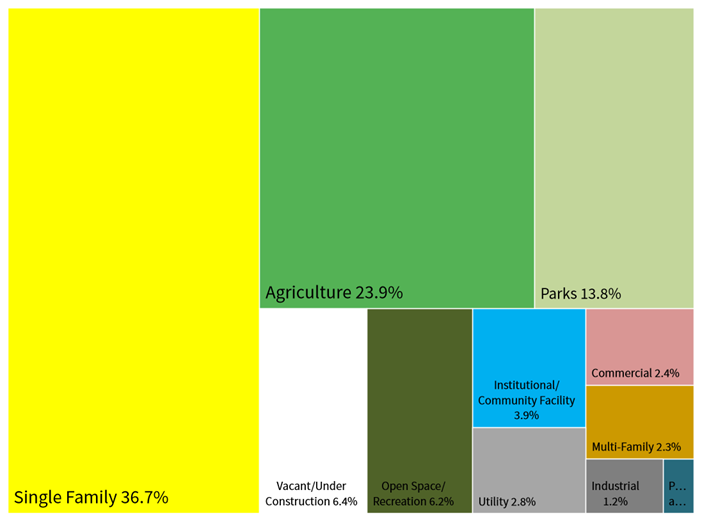 Agriculture 23.9%
Parks 13.8%
Single Family 36.7%
Vacant/Under
Construction 6.4%
Open Space/
Recreation 6.2%
Institutional/
Community Facility
3.9%
Utility 2.8%
Commercial 2.4%
Multi-Family 2.3%
Industrial
1.2%
P…
a…